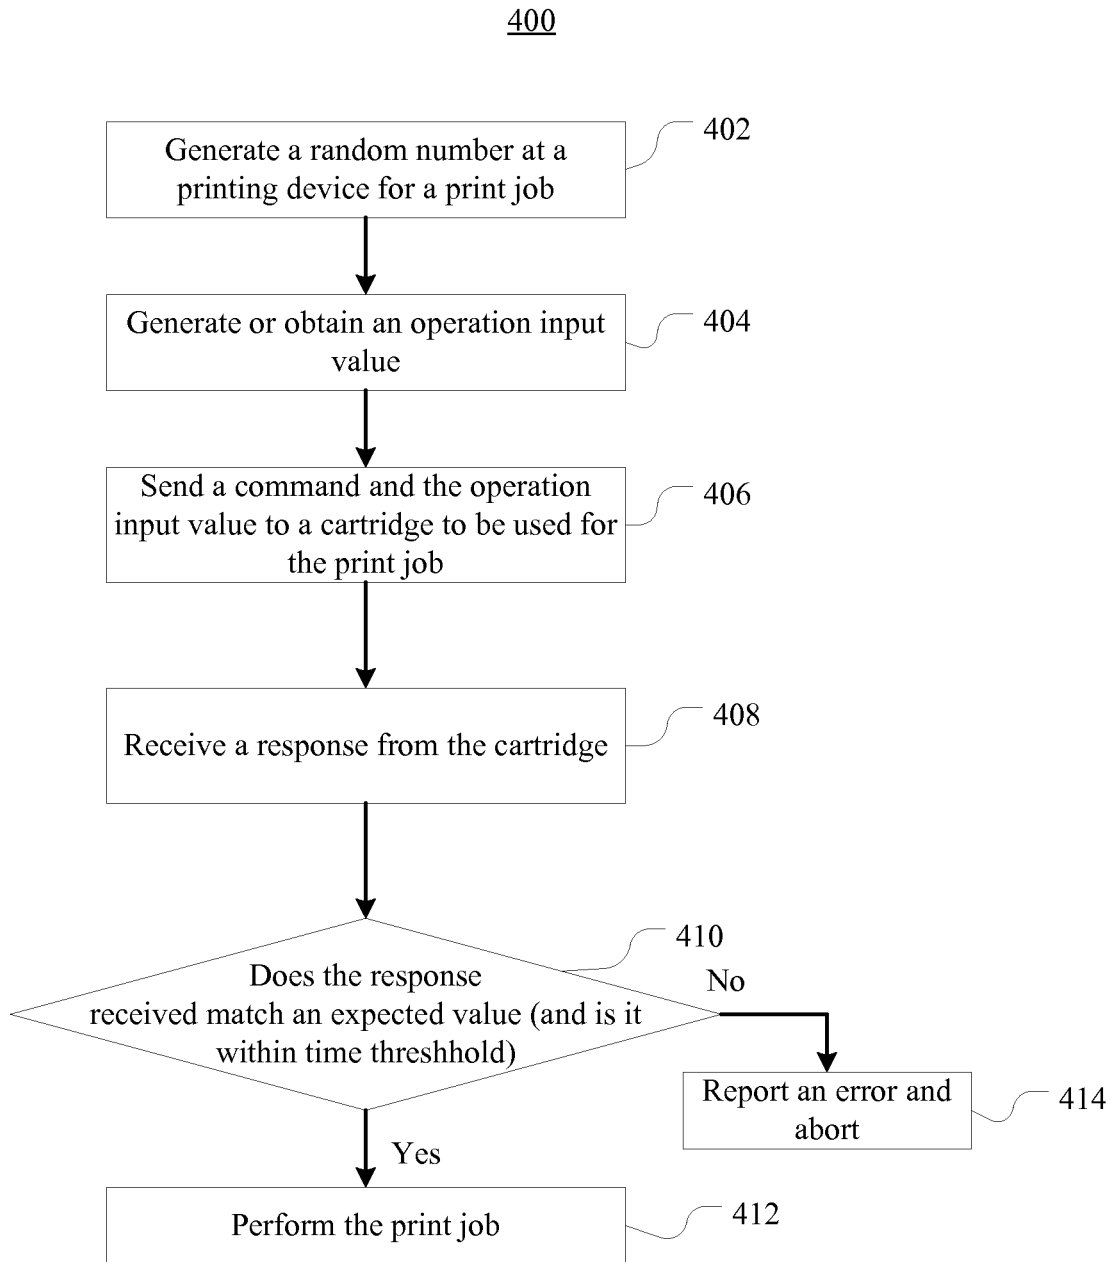 400
Generate a random number at a
printing device for a print job
402
Generate or obtain an operation input
value
404
Send a command and the operation
input value to a cartridge to be used for
the print job
406
Receive a response from the cartridge
408
Does the response
received match an expected value (and is it
within time threshhold)
410
No
Report an error and
abort
414
Yes
Perform the print job
412